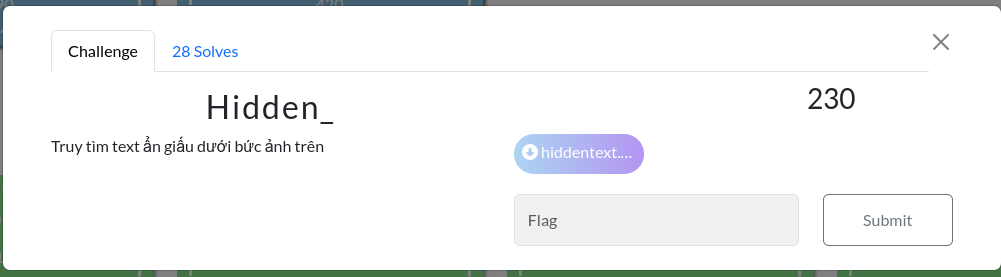 Challenge
28 Solves
Hidden_
230
Truy tìm text ẩn giấu dưới bức ảnh trên
hiddentext....
Flag
Submit